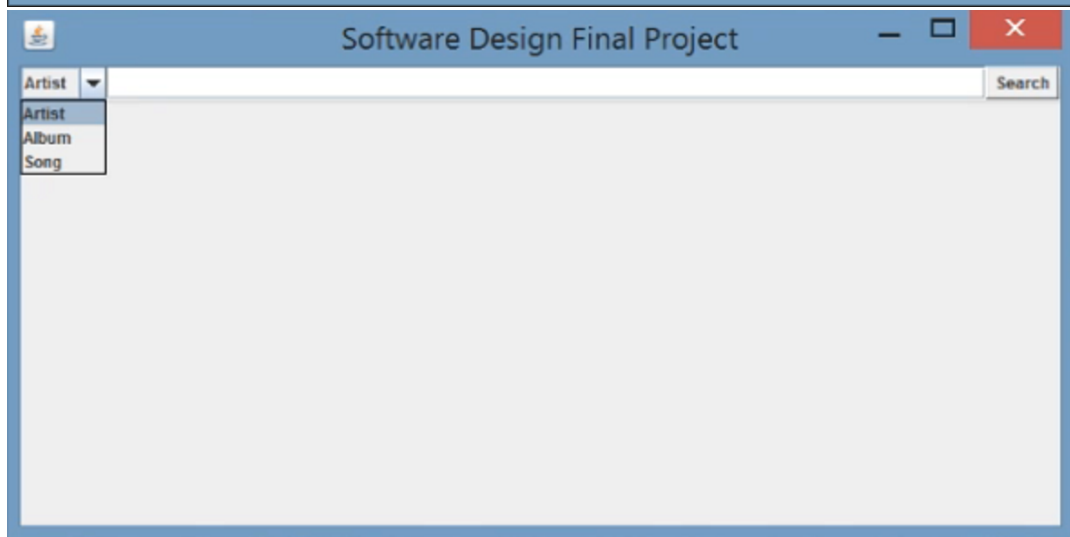 Software Design Final Project
Artist Search
Artist
Album
Song